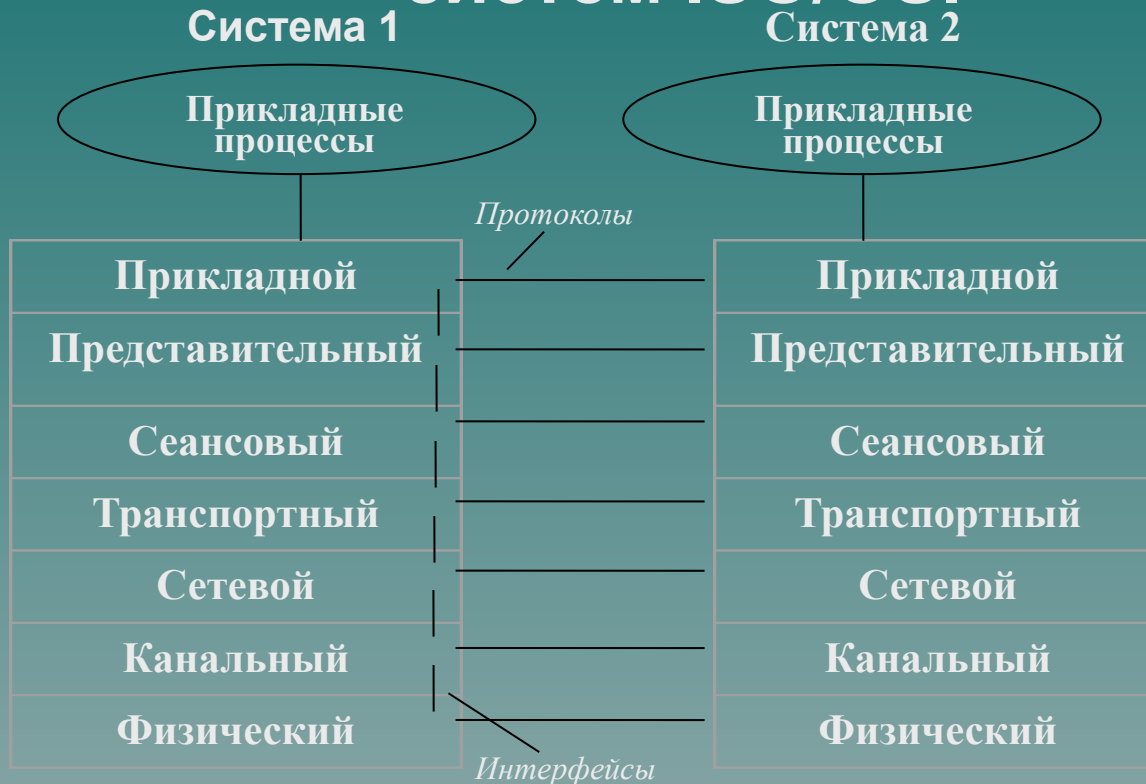 Система 1
Система 2
Прикладные
процессы
Прикладные
процессы
Протоколы
Прикладной
Прикладной
Представительный
Представительный
Сеансовый
Сеансовый
Транспортный
Транспортный
Сетевой
Сетевой
Канальный
Канальный
Физический
Физический
Интерфейсы